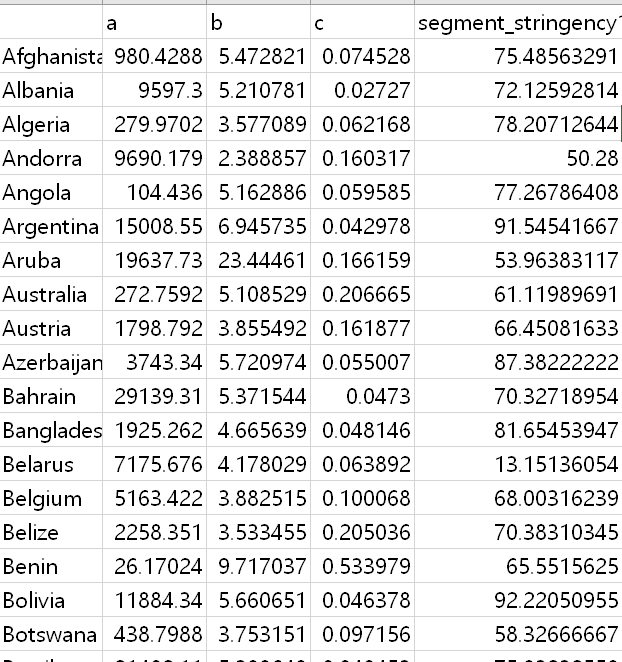 a b c segment_stringency
Afghanista 980.4288 5.472821 0.074528 75.48563291
Albania 9597.3 5.210781 0.02727 72.12592814
Algeria 279.9702 3.577089 0.062168 78.20712644
Andorra 9690.179 2.388857 0.160317 50.28
Angola 104.436 5.162886 0.059585 77.26786408
Argentina 15008.55 6.945735 0.042978 91.54541667
Aruba 19637.73 23.44461 0.166159 53.96383117
Australia 272.7592 5.108529 0.206665 61.11989691
Austria 1798.792 3.855492 0.161877 66.45081633
Azerbaijan 3743.34 5.720974 0.055007 87.38222222
Bahrain 29139.31 5.371544 0.0473 70.32718954
Banglades 1925.262 4.665639 0.048146 81.65453947
Belarus 7175.676 4.178029 0.063892 13.15136054
Belgium 5163.422 3.882515 0.100068 68.00316239
Belize 2258.351 3.533455 0.205036 70.38310345
Benin 26.17024 9.717037 0.533979 65.5515625
Bolivia 11884.34 5.660651 0.046378 92.22050955
Botswana 438.7988 3.753151 0.097156 58.32666667